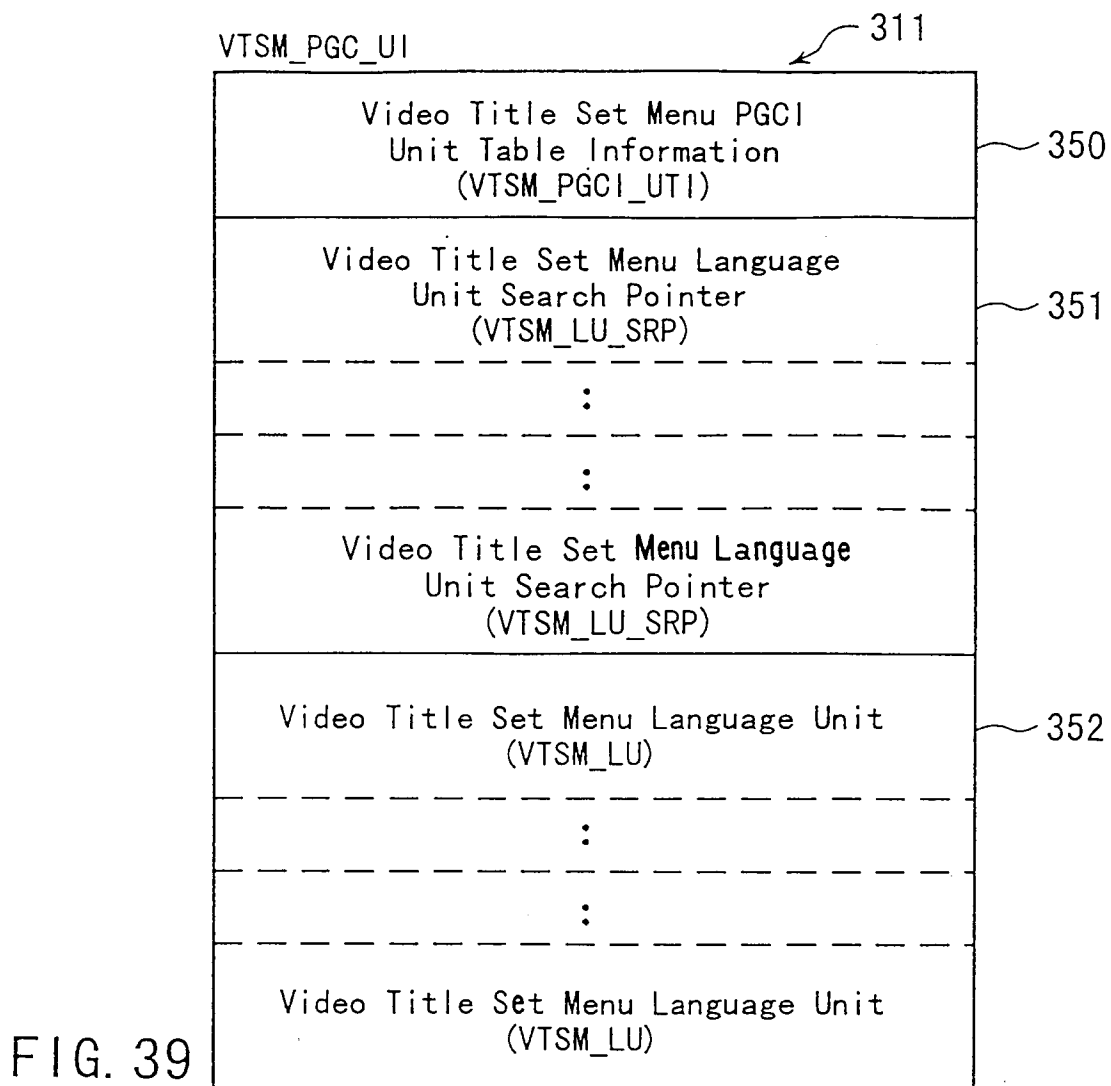 VTSM_PGC_UI
311
Video Title Set Menu PGCI
Unit Table Information
(VTSM_PGCI_UTI)
350
Video Title Set Menu Language
Unit Search Pointer
(VTSM_LU_SRP)
351
:
:
Video Title Set Menu Language
Unit Search Pointer
(VTSM_LU_SRP)
Video Title Set Menu Language Unit
(VTSM_LU)
352
:
:
Video Title Set Menu Language Unit
(VTSM_LU)
FIG. 39